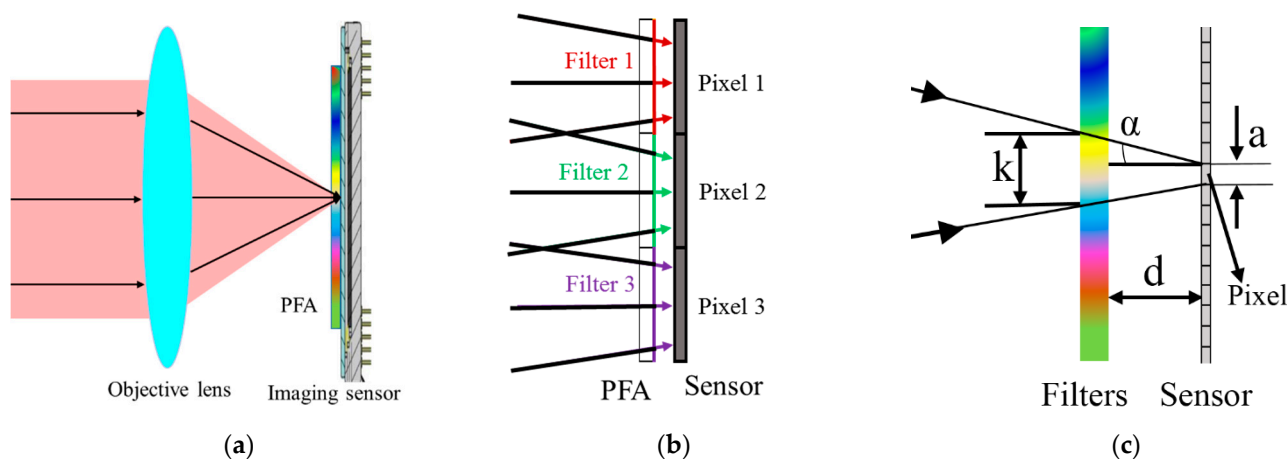 PFA
Objective lens
Imaging sensor
(a)
Filter 1
Pixel 1
Filter 2
Pixel 2
Filter 3
Pixel 3
PFA
Sensor
(b)
α
a
k
d
Pixel
Filters
Sensor
(c)